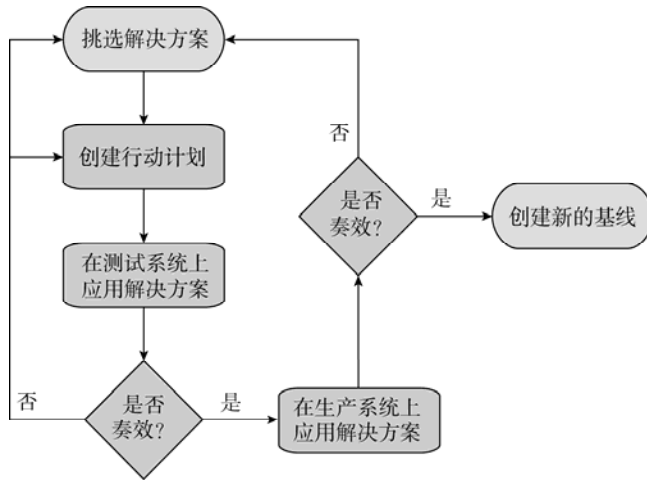 挑选解决方案
否
创建行动计划
是否
奏效？
是
创建新的基线
在测试系统上
应用解决方案
否
是否
奏效？
是
在生产系统上
应用解决方案